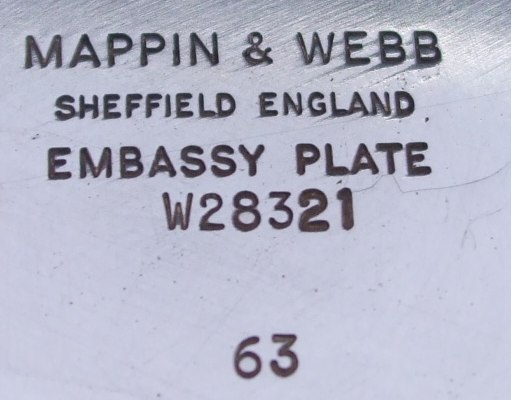 MAPPIN & WEBB
SHEFFIELD ENGLAND
EMBASSY PLATE
W28321
63